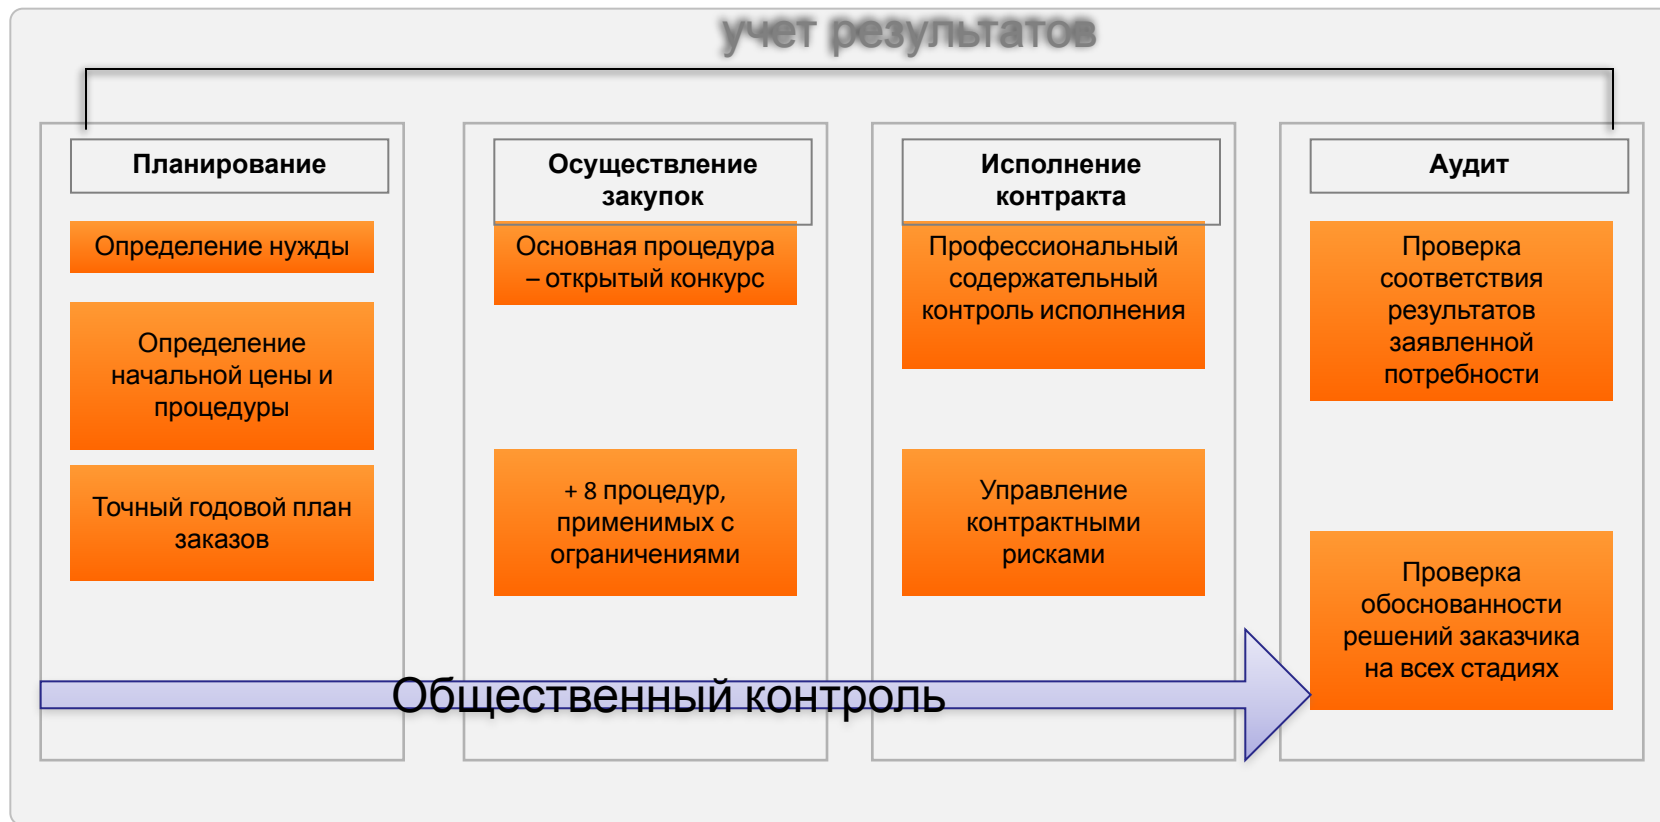 учет результатов
Планирование
Определение нужды
Определение
начальной цены и
процедуры
Точный годовой план
заказов
Осуществление
закупок
Основная процедура
– открытый конкурс
+ 8 процедур,
применимых с
ограничениями
Исполнение
контракта
Профессиональный
содержательный
контроль исполнения
Управление
контрактными
рисками
Аудит
Проверка
соответствия
результатов
заявленной
потребности
Проверка
обоснованности
решений заказчика
на всех стадиях
Общественный контроль